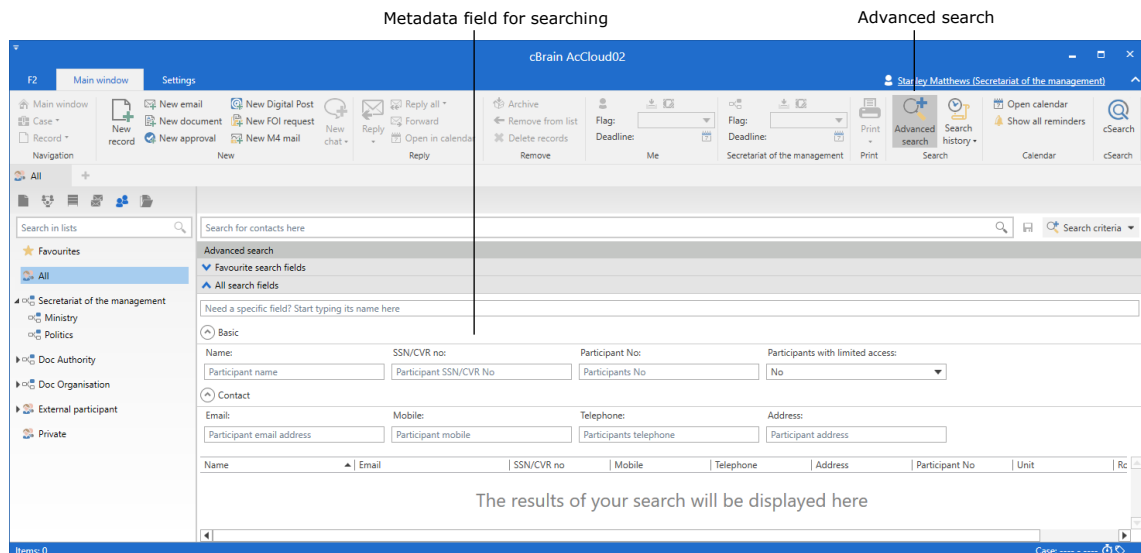 Metadata field for searching Advanced search
cBrain AcCloud02
F2 Main window Settings Stanley Matthews (Secretariat of the management)
Main window New email New Digital Post Reply all Archive Open calendar
Case New document New FOI request Forward Remove from list Flag: Flag: Show all reminders
Record New approval New M4 mail Open in calendar Delete records Deadline: Deadline:
New record New chat Reply Print Advanced search Search history cSearch
Navigation New Reply Remove Me Secretariat of the management Print Search Calendar cSearch
All
Search in lists Search for contacts here Search criteria
Favourites Advanced search
Favourite search fields
All All search fields
Secretariat of the management Need a specific field? Start typing its name here
Ministry
Politics Basic
Doc Authority Name: SSN/CVR no: Participant No: Participants with limited access:
Participant name Participant SSN/CVR No Participants No No
Doc Organisation
Contact
External participant Email: Mobile: Telephone: Address:
Private Participant email address Participant mobile Participants telephone Participant address
Name Email SSN/CVR no Mobile Telephone Address Participant No Unit Rc
The results of your search will be displayed here
Items: 0 Case: ---- - ----